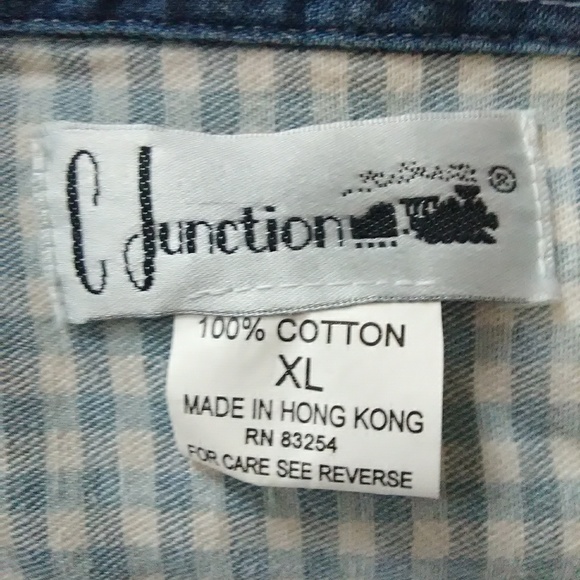 C Junction ®
100% COTTON
XL
MADE IN HONG KONG
RN 83254
FOR CARE SEE REVERSE